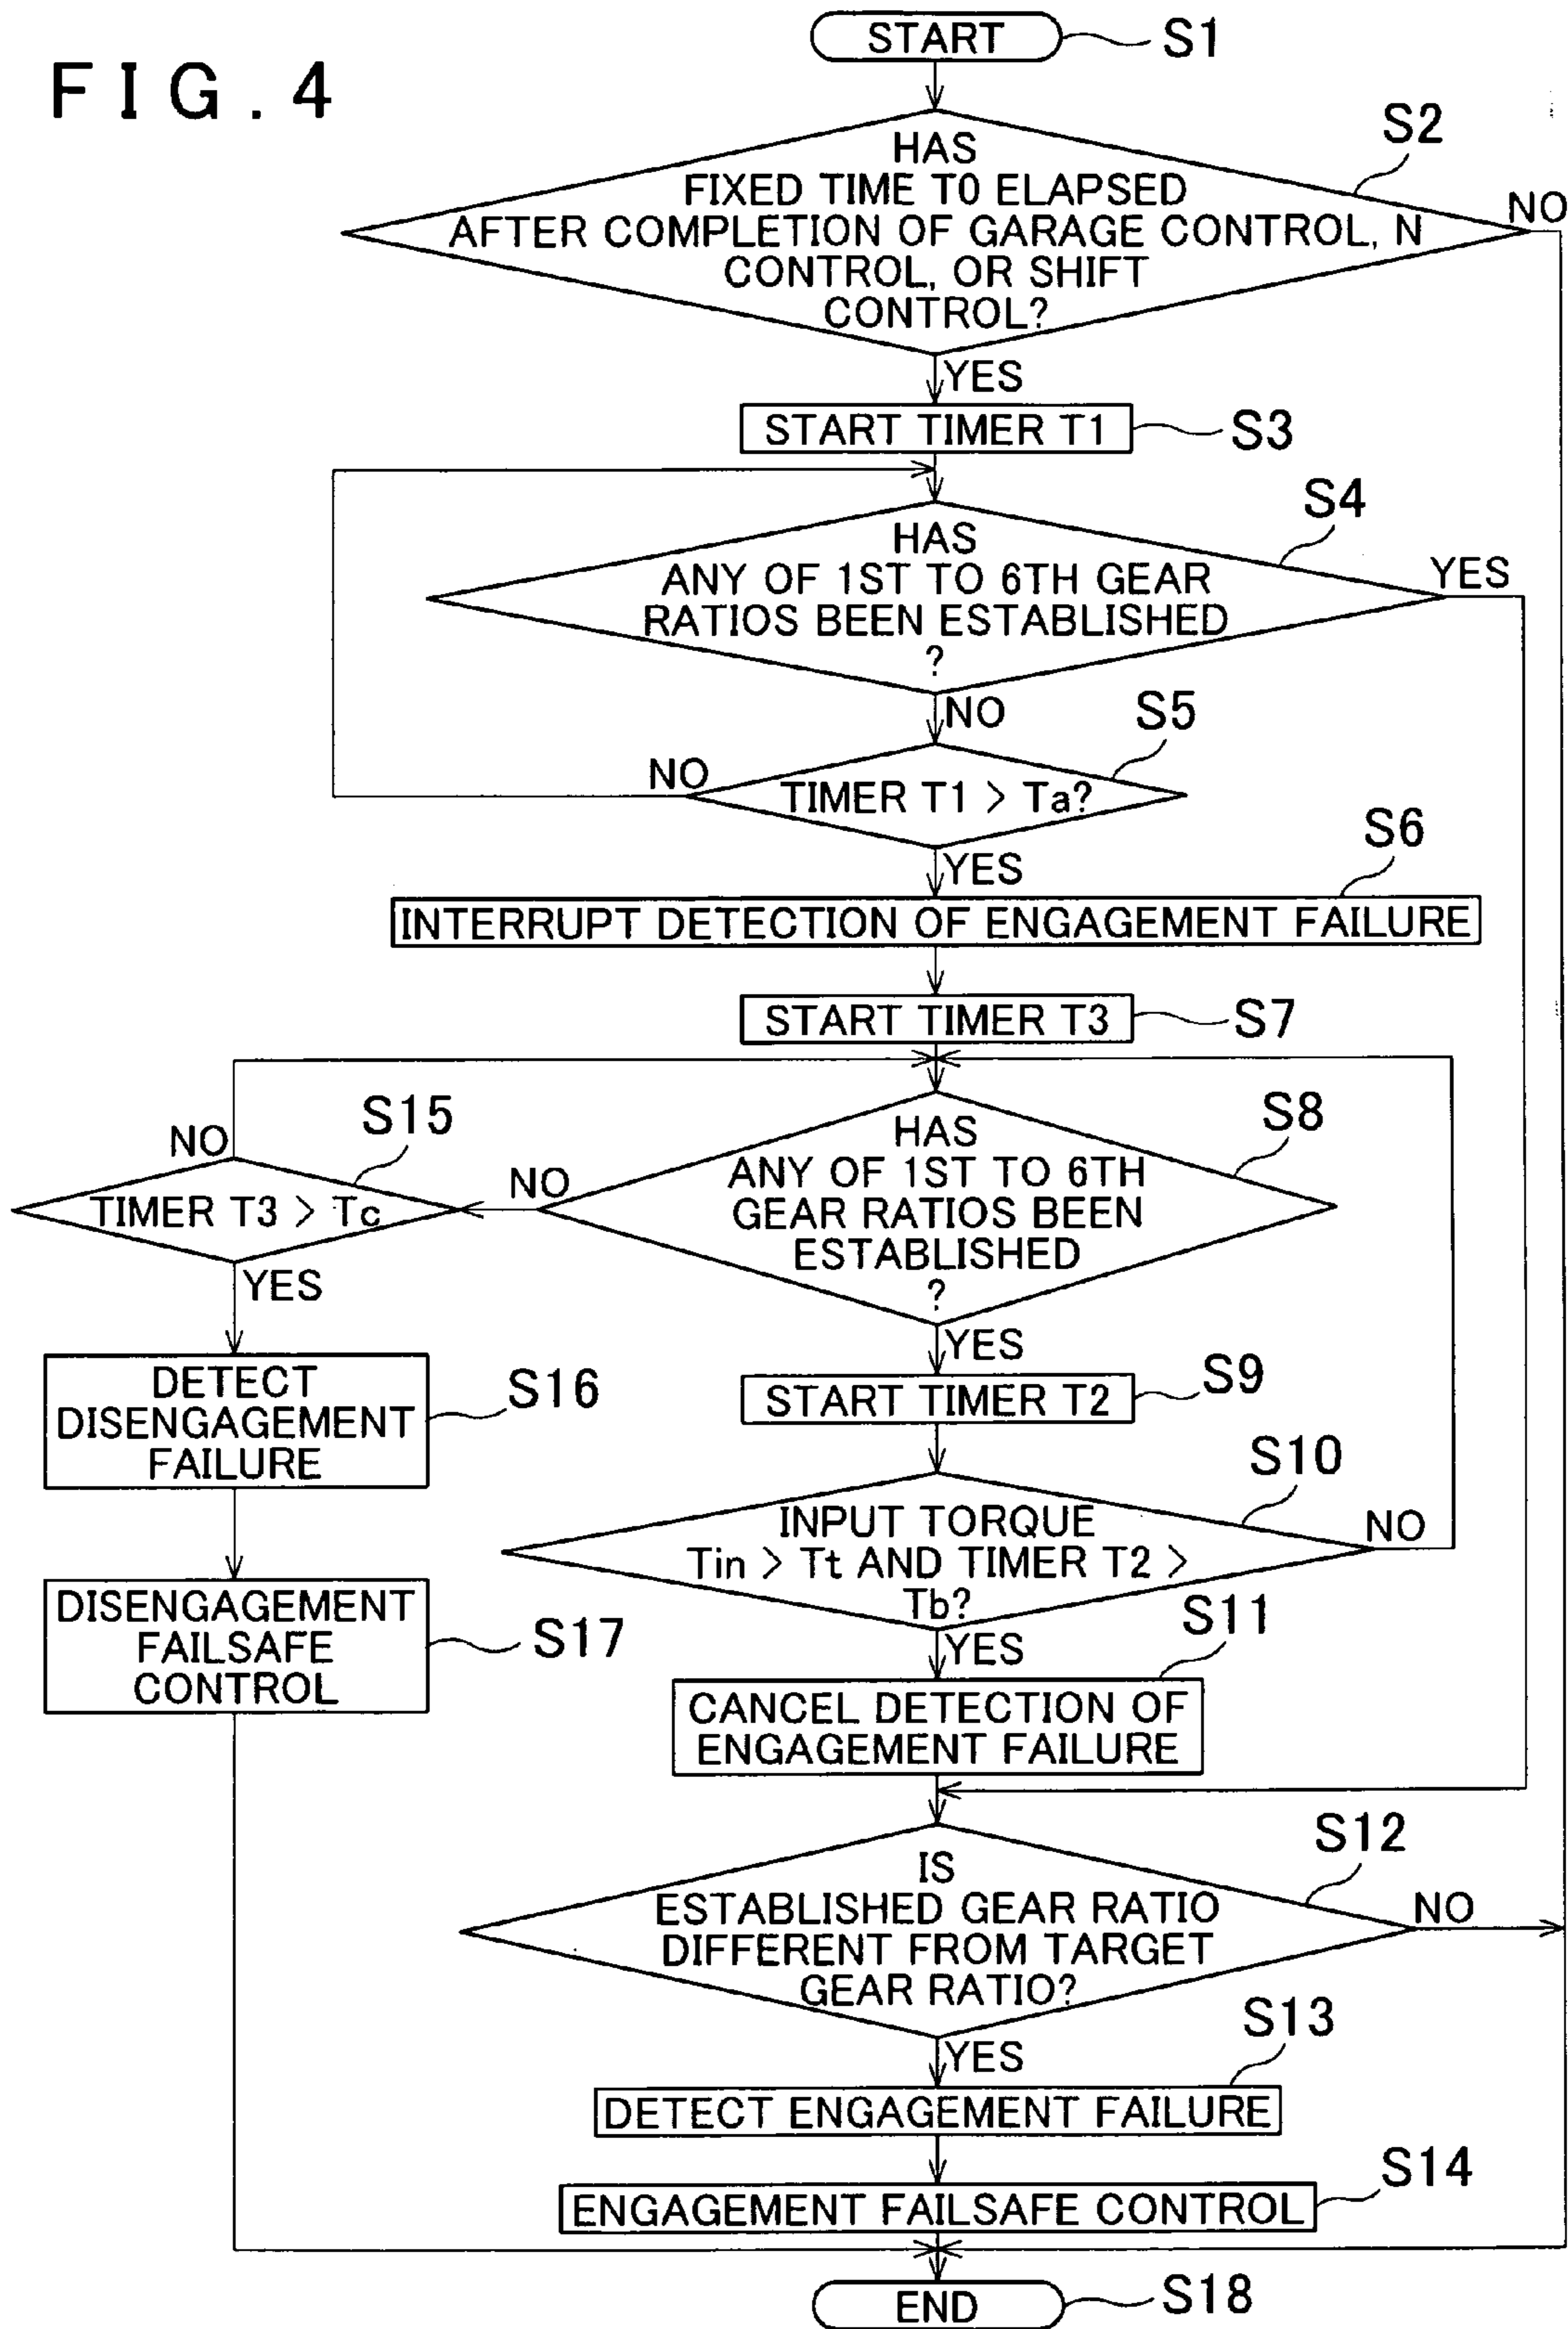 FIG.4
START
S1
HAS
FIXED TIME T0 ELAPSED
AFTER COMPLETION OF GARAGE CONTROL, N
CONTROL, OR SHIFT
CONTROL?
S2
NO
YES
START TIMER T1
S3
HAS
ANY OF 1ST TO 6TH GEAR
RATIOS BEEN ESTABLISHED
?
S4
YES
NO
TIMER T1 > Ta?
S5
NO
YES
S6
INTERRUPT DETECTION OF ENGAGEMENT FAILURE
START TIMER T3
S7
HAS
ANY OF 1ST TO 6TH
GEAR RATIOS BEEN
ESTABLISHED
?
S8
NO
S15
NO
TIMER T3 > Tc
YES
DETECT
DISENGAGEMENT
FAILURE
S16
DISENGAGEMENT
FAILSAFE
CONTROL
S17
YES
START TIMER T2
S9
INPUT TORQUE
Tin > Tt AND TIMER T2 >
Tb?
S10
NO
YES
S11
CANCEL DETECTION OF
ENGAGEMENT FAILURE
IS
ESTABLISHED GEAR RATIO
DIFFERENT FROM TARGET
GEAR RATIO?
S12
NO
YES
S13
DETECT ENGAGEMENT FAILURE
S14
ENGAGEMENT FAILSAFE CONTROL
END
S18